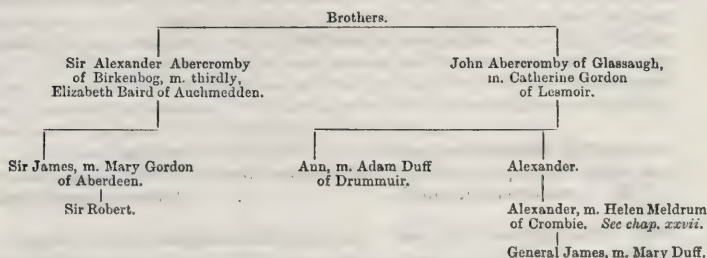 Brothers.
Sir Alexander Abercromby
of Birkenbog, m. thirdly,
Elizabeth Baird of Auchmedden.
John Abercromby of Glassaugh,
m. Catherine Gordon
of Lesmoir.
Sir James, m. Mary Gordon
of Aberdeen.
Sir Robert.
Ann, m. Adam Duff
of Drummuir.
Alexander.
Alexander, m. Helen Meldrum
of Crombie. See chap. xxvii.
General James, m. Mary Duff.